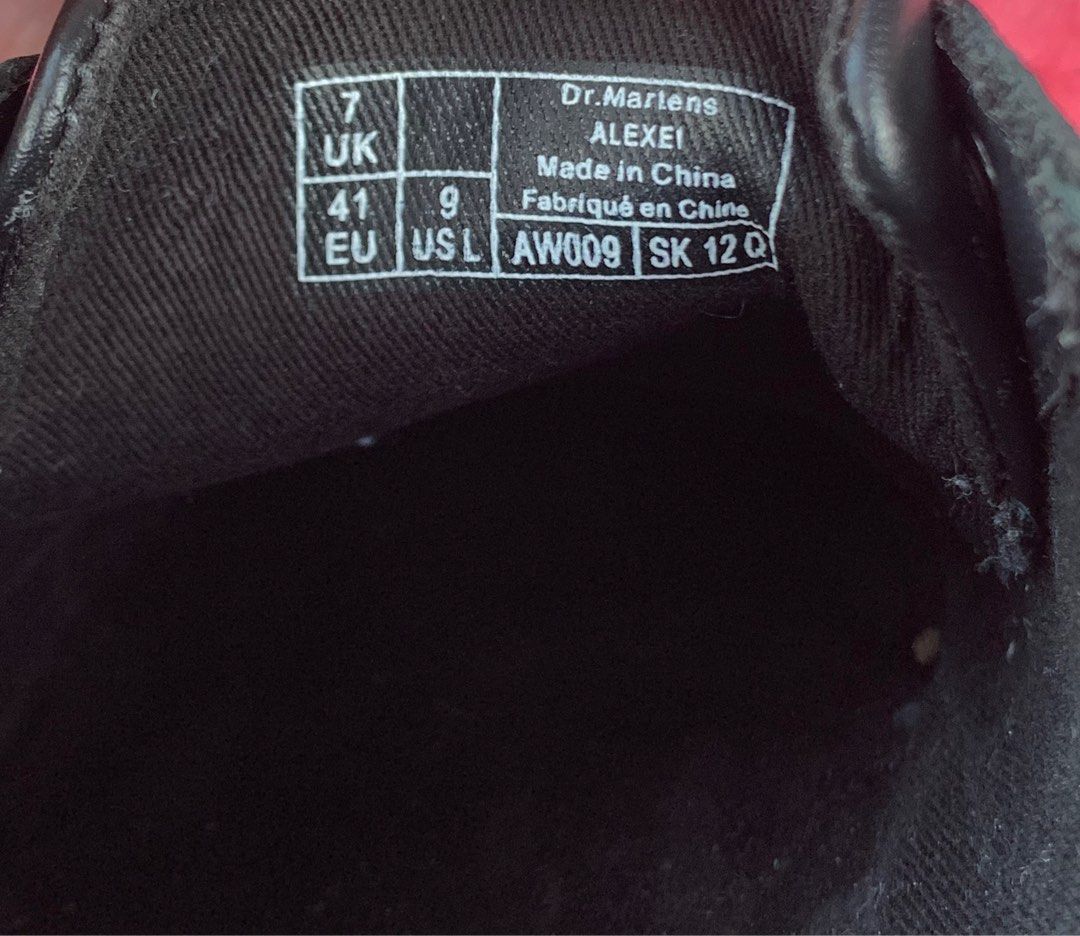 7
UK
41
EU
9
US L
Dr.Martens
ALEXEI
Made in China
Fabriqué en Chine
AW009
SK 12 Q